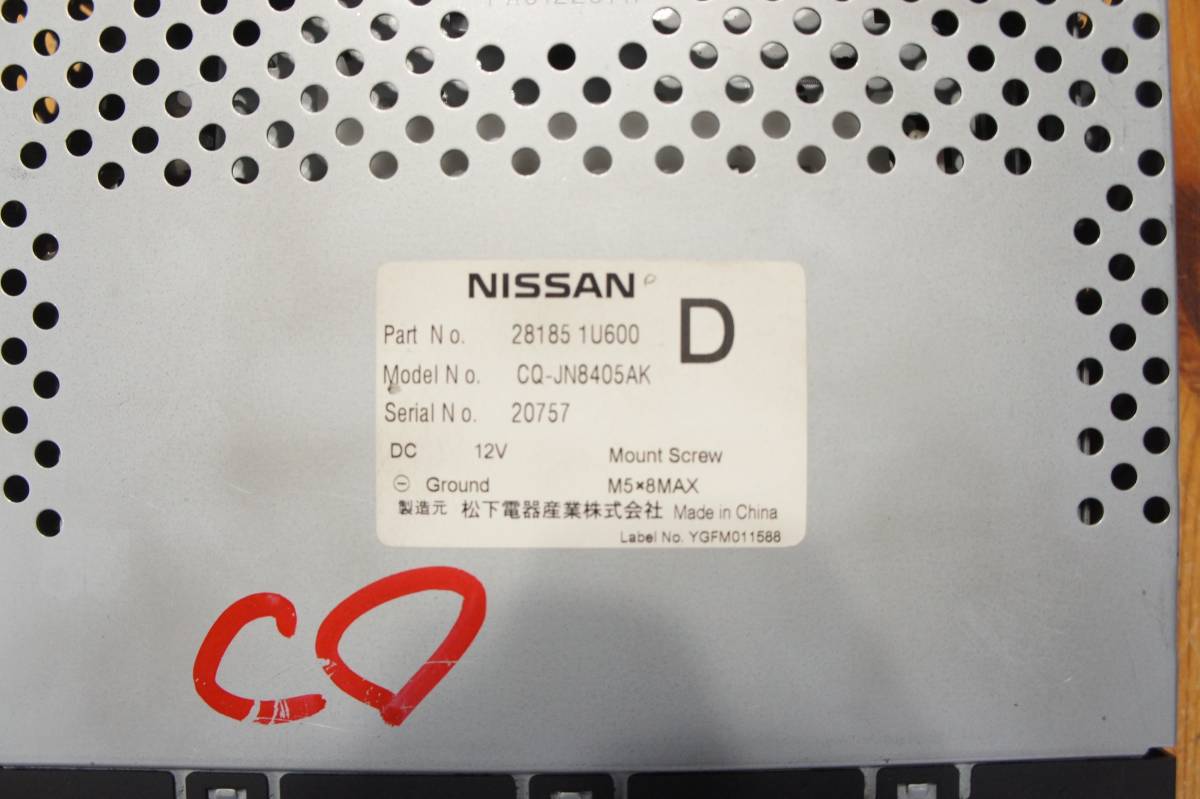 NISSAN
D
Part No. 28185 1U600
Model No. CQ-JN8405AK
Serial No. 20757
DC 12V Mount Screw
⊖ Ground M5×8MAX
製造元 松下電器産業株式会社 Made in China
Label No. YGFM011588
CD